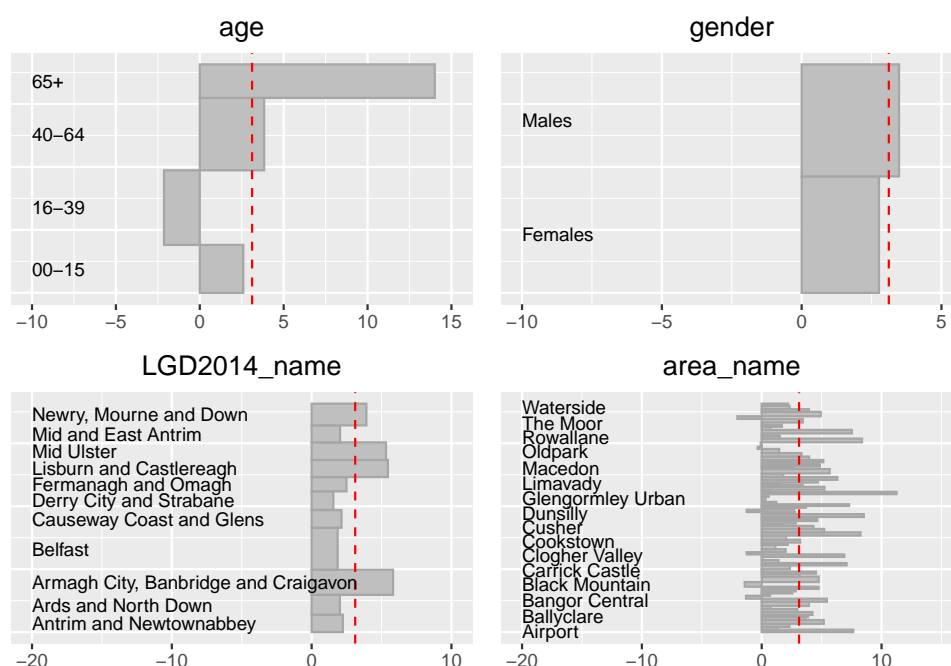 age
65+
40−64
16−39
00−15
−10 −5 0 5 10 15
gender
Males
Females
−10 −5 0 5
LGD2014_name
Newry, Mourne and Down
Mid and East Antrim
Mid Ulster
Lisburn and Castlereagh
Fermanagh and Omagh
Derry City and Strabane
Causeway Coast and Glens
Belfast
Armagh City, Banbridge and Craigavon
Ards and North Down
Antrim and Newtownabbey
−20 −10 0 10
area_name
Waterside
The Moor
Rowallane
Oldpark
Macedon
Limavady
Glengormley Urban
Dunsilly
Cusher
Cookstown
Clogher Valley
Carrick Castle
Black Mountain
Bangor Central
Ballyclare
Airport
−20 −10 0 10